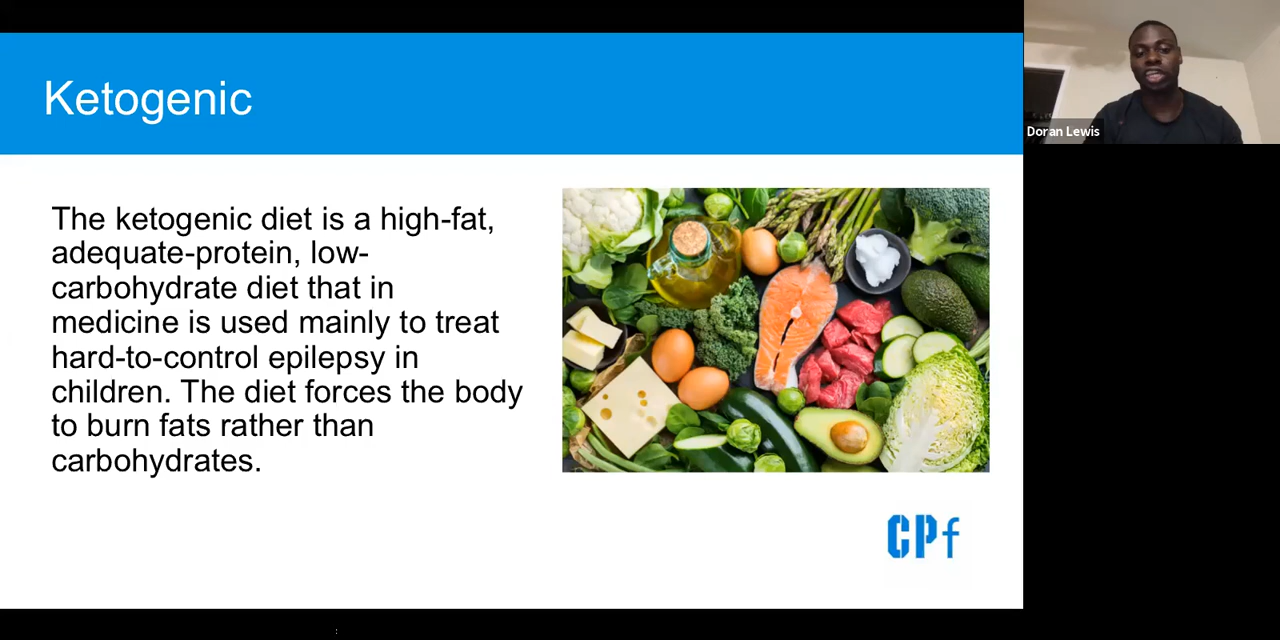 Ketogenic
The ketogenic diet is a high-fat,
adequate-protein, low-
carbohydrate diet that in
medicine is used mainly to treat
hard-to-control epilepsy in
children. The diet forces the body
to burn fats rather than
carbohydrates.
CPf
Doran Lewis